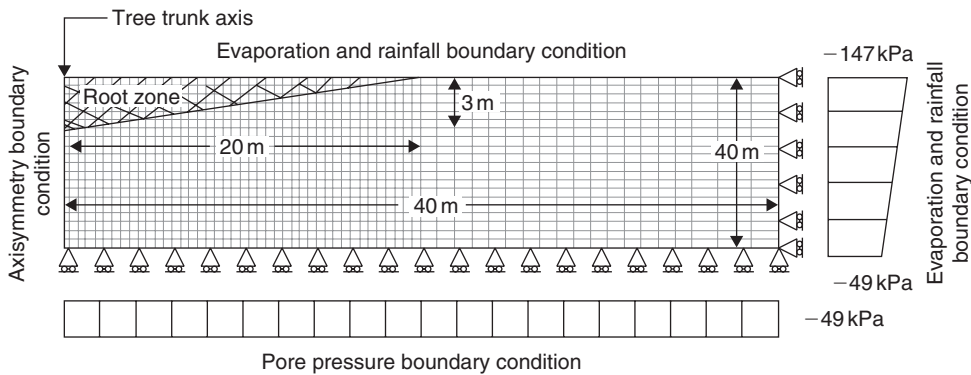 Tree trunk axis
Evaporation and rainfall boundary condition
−147 kPa
Axisymmetry boundary
condition
Root zone
3 m
20 m
40 m
40 m
Evaporation and rainfall
boundary condition
−49 kPa
−49 kPa
Pore pressure boundary condition